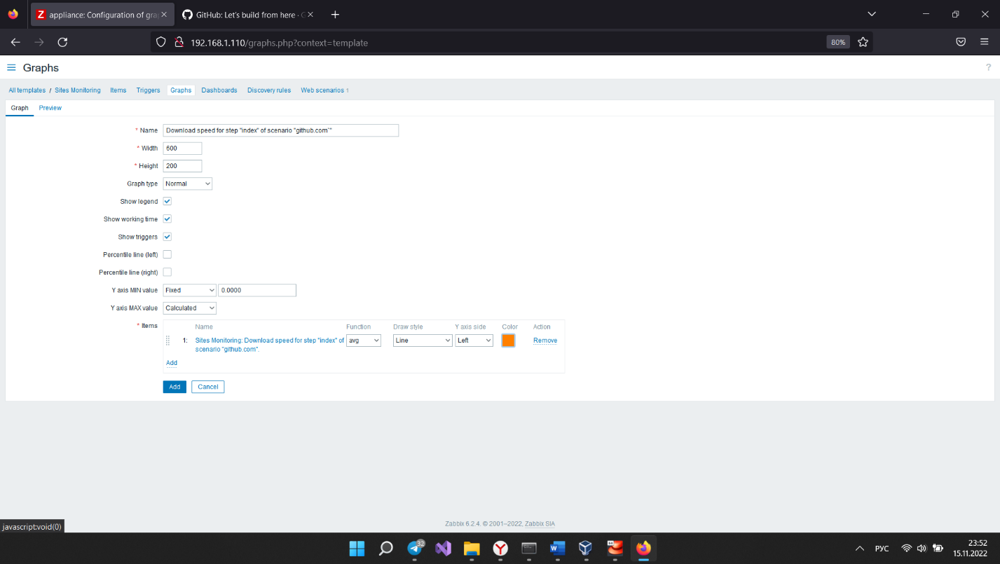 Z appliance: Configuration of gra
GitHub: Let's build from here · G
192.168.1.110/graphs.php?context=template
80%
Graphs
?
All templates / Sites Monitoring Items Triggers Graphs Dashboards Discovery rules Web scenarios 1
Graph Preview
* Name Download speed for step "index" of scenario "github.com`"
* Width 600
* Height 200
Graph type Normal
Show legend
Show working time
Show triggers
Percentile line (left)
Percentile line (right)
Y axis MIN value Fixed 0.0000
Y axis MAX value Calculated
* Items Name Function Draw style Y axis side Color Action
1: Sites Monitoring: Download speed for step "index" of avg Line Left Remove
scenario "github.com".
Add
Add Cancel
Zabbix 6.2.4. © 2001–2022, Zabbix SIA
javascript:void(0)
32
РУС
23:52
15.11.2022